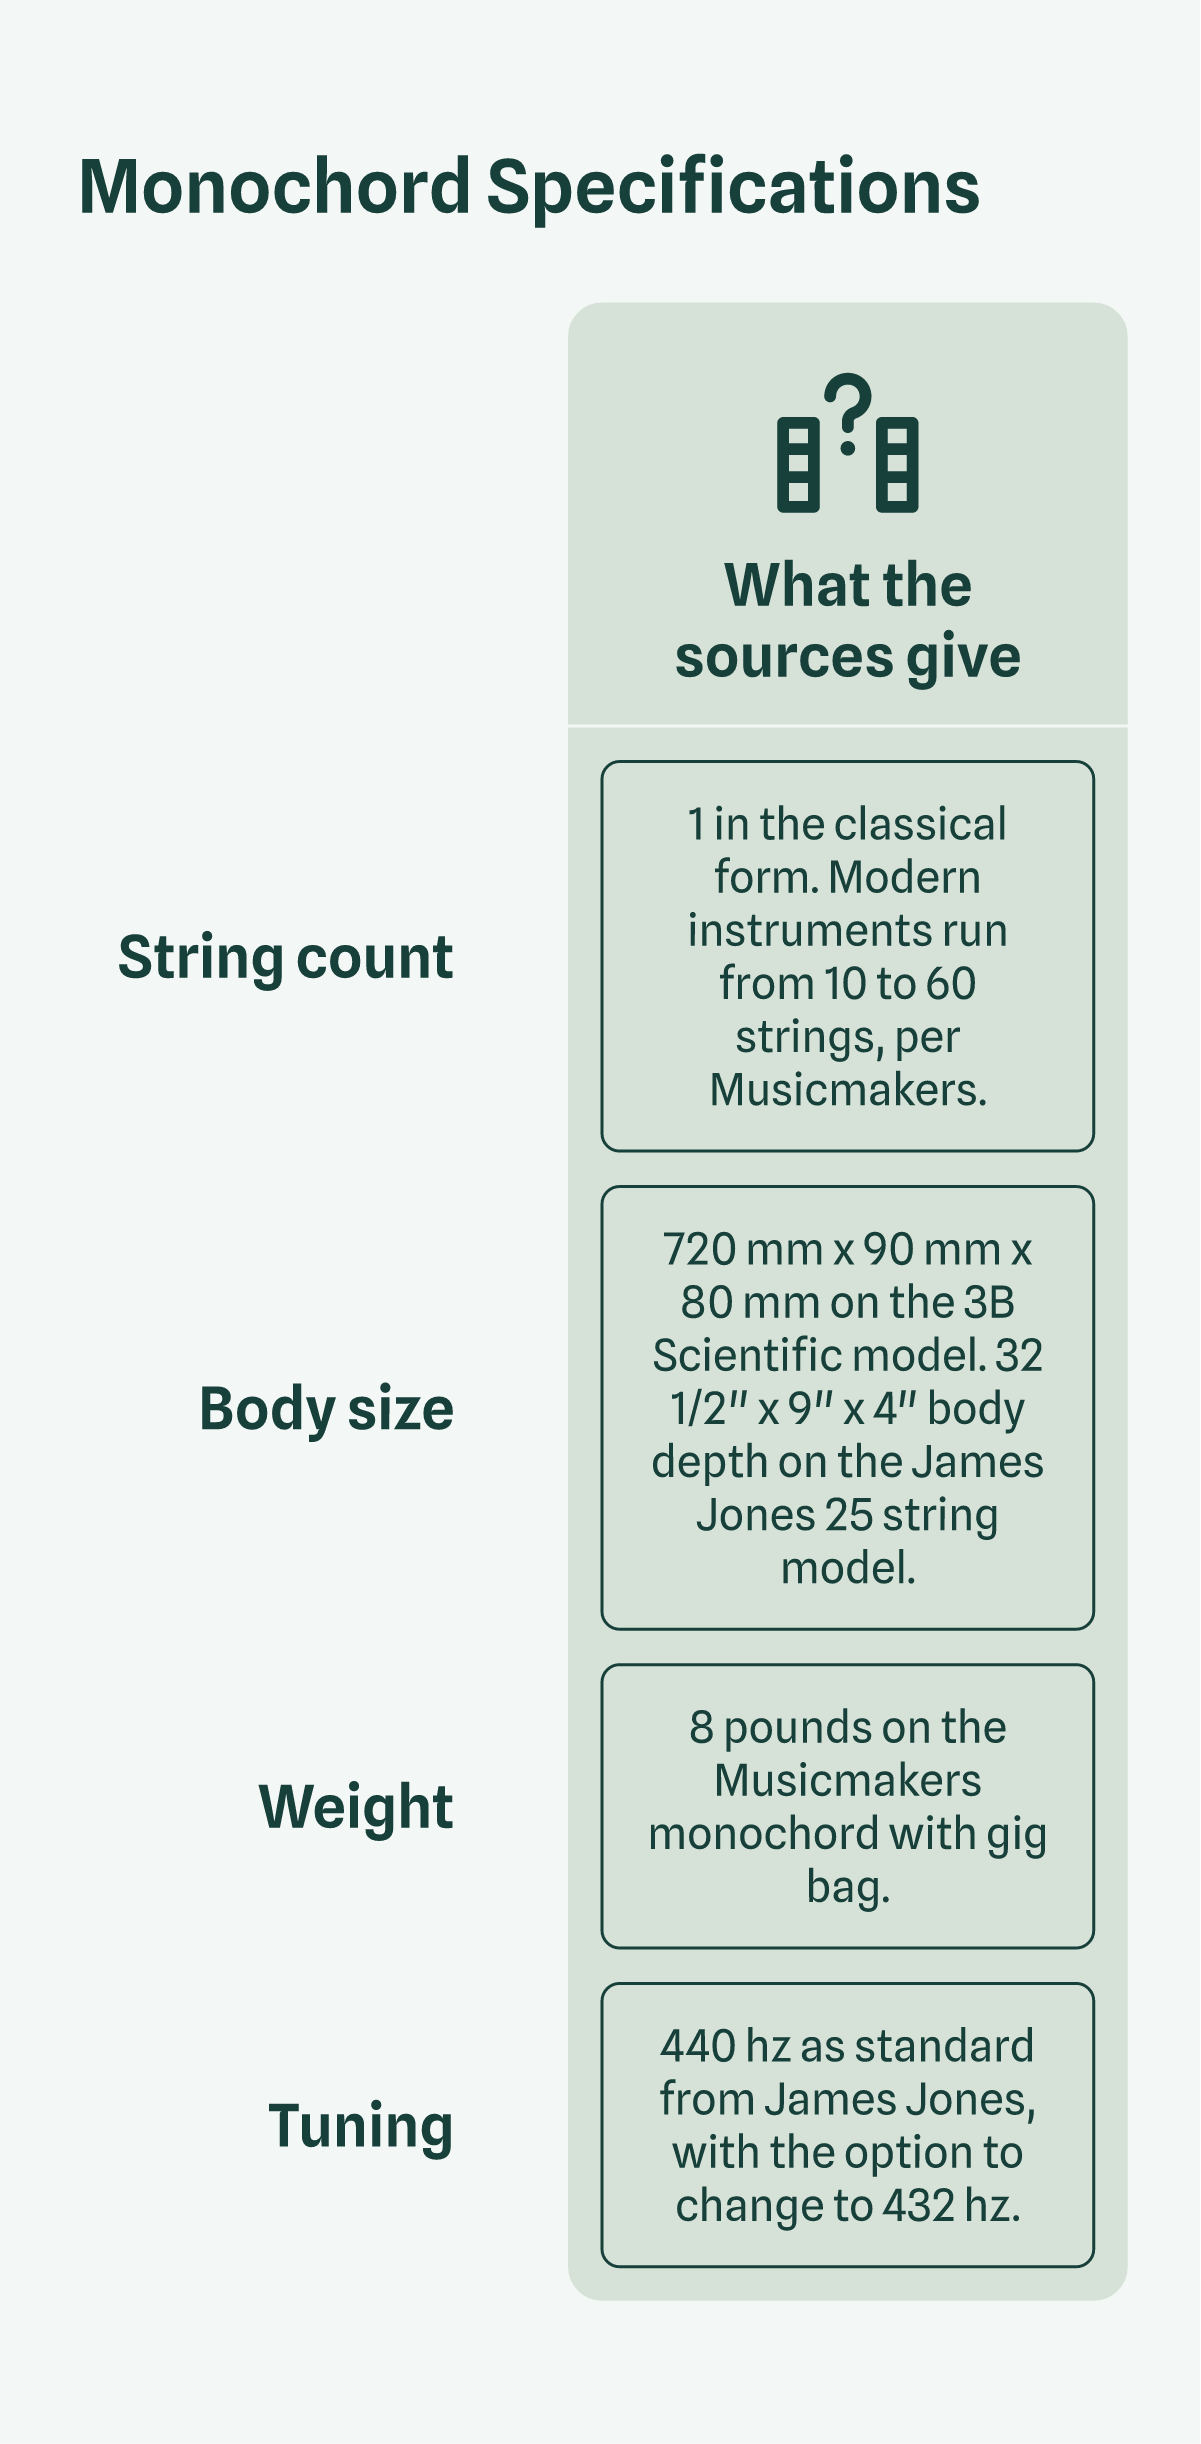 Monochord Specifications
What the
sources give
String count
1 in the classical
form. Modern
instruments run
from 10 to 60
strings, per
Musicmakers.
Body size
720 mm x 90 mm x
80 mm on the 3B
Scientific model. 32
1/2" x 9" x 4" body
depth on the James
Jones 25 string
model.
Weight
8 pounds on the
Musicmakers
monochord with gig
bag.
Tuning
440 hz as standard
from James Jones,
with the option to
change to 432 hz.